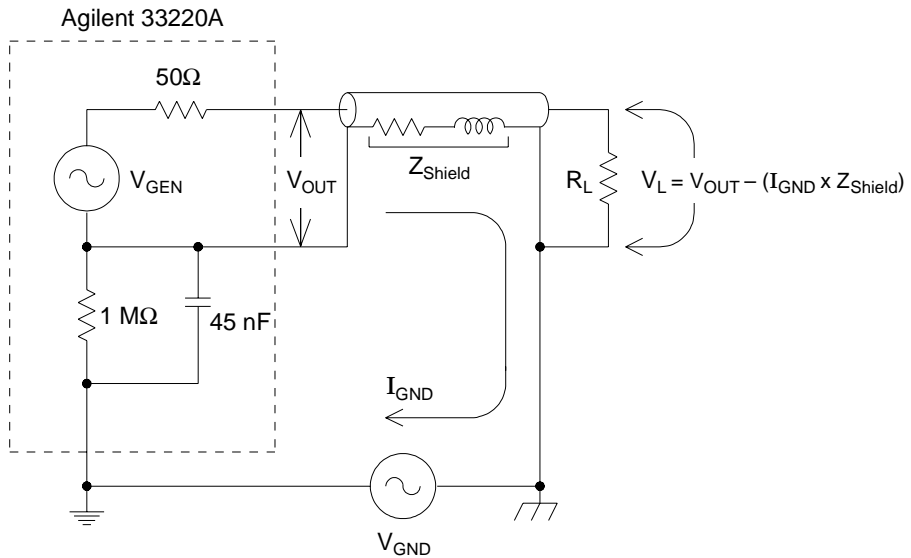 Agilent 33220A
50Ω
V_GEN
V_OUT
Z_Shield
R_L
V_L = V_OUT – (I_GND x Z_Shield)
1 MΩ
45 nF
I_GND
V_GND